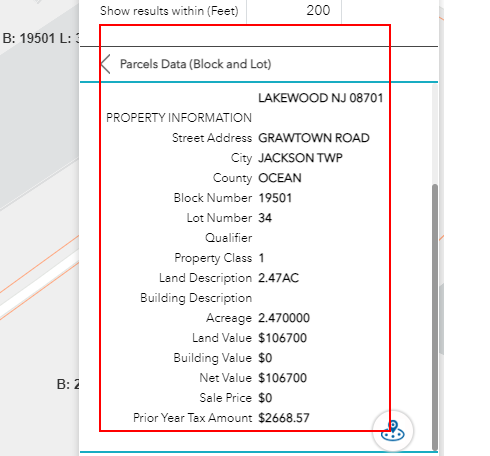 Show results within (Feet) 200
B: 19501 L:
Parcels Data (Block and Lot)
LAKEWOOD NJ 08701
PROPERTY INFORMATION
Street Address GRAWTOWN ROAD
City JACKSON TWP
County OCEAN
Block Number 19501
Lot Number 34
Qualifier
Property Class 1
Land Description 2.47AC
Building Description
Acreage 2.470000
Land Value $106700
Building Value $0
B:
Net Value $106700
Sale Price $0
Prior Year Tax Amount $2668.57